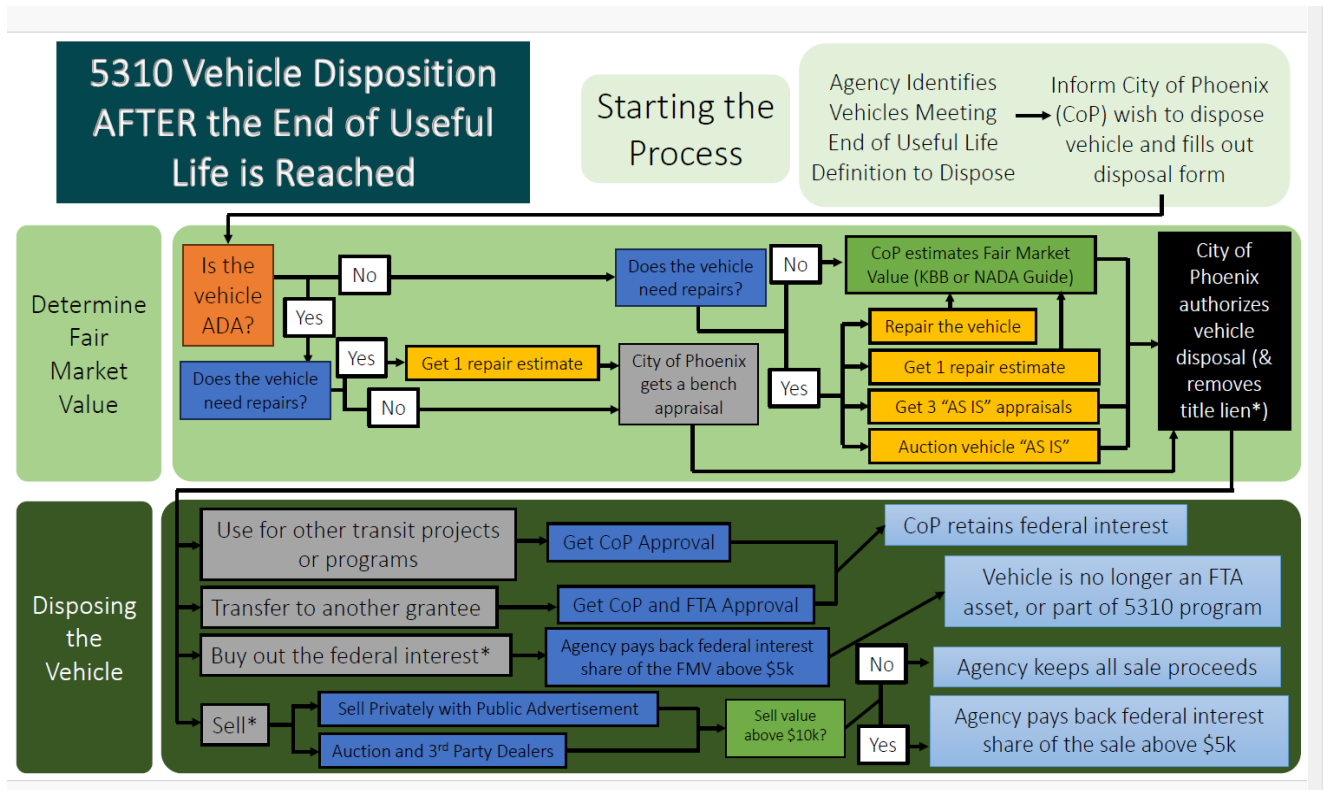 5310 Vehicle Disposition
AFTER the End of Useful
Life is Reached
Starting the
Process
Agency Identifies
Vehicles Meeting
End of Useful Life
Definition to Dispose
Inform City of Phoenix
(CoP) wish to dispose
vehicle and fills out
disposal form
Determine
Fair
Market
Value
Is the
vehicle
ADA?
No
Yes
Does the vehicle
need repairs?
Yes
No
Get 1 repair estimate
City of Phoenix
gets a bench
appraisal
Does the vehicle
need repairs?
No
Yes
CoP estimates Fair Market
Value (KBB or NADA Guide)
Repair the vehicle
Get 1 repair estimate
Get 3 “AS IS” appraisals
Auction vehicle “AS IS”
City of
Phoenix
authorizes
vehicle
disposal (&
removes
title lien*)
Disposing
the
Vehicle
Use for other transit projects
or programs
Get CoP Approval
CoP retains federal interest
Transfer to another grantee
Get CoP and FTA Approval
Buy out the federal interest*
Agency pays back federal interest
share of the FMV above $5k
Vehicle is no longer an FTA
asset, or part of 5310 program
Sell*
Sell Privately with Public Advertisement
Auction and 3rd Party Dealers
Sell value
above $10k?
No
Agency keeps all sale proceeds
Yes
Agency pays back federal interest
share of the sale above $5k